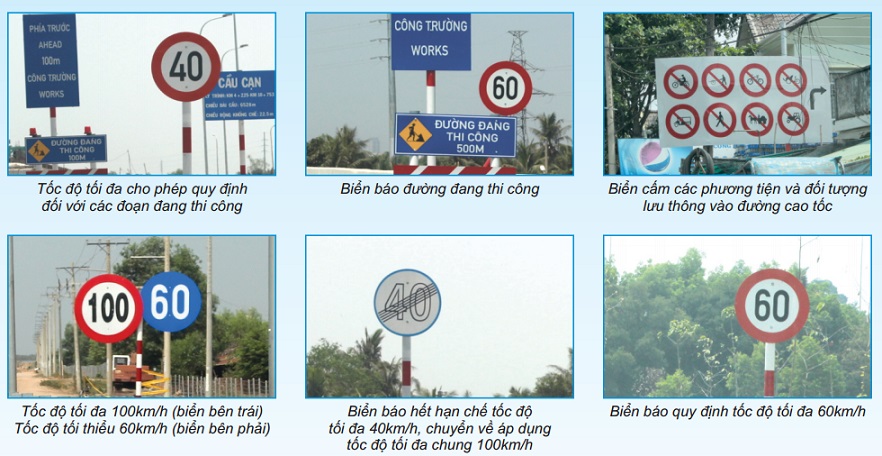 PHÍA TRƯỚC
AHEAD
100m
CÔNG TRƯỜNG
WORKS
40
CẦU CẠN
ĐƯỜNG ĐANG
THI CÔNG
100M
Tốc độ tối đa cho phép quy định
đối với các đoạn đang thi công
CÔNG TRƯỜNG
WORKS
60
ĐƯỜNG ĐANG
THI CÔNG
500M
Biển báo đường đang thi công
Biển cấm các phương tiện và đối tượng
lưu thông vào đường cao tốc
100
60
Tốc độ tối đa 100km/h (biển bên trái)
Tốc độ tối thiểu 60km/h (biển bên phải)
40
Biển báo hết hạn chế tốc độ
tối đa 40km/h, chuyển về áp dụng
tốc độ tối đa chung 100km/h
60
Biển báo quy định tốc độ tối đa 60km/h